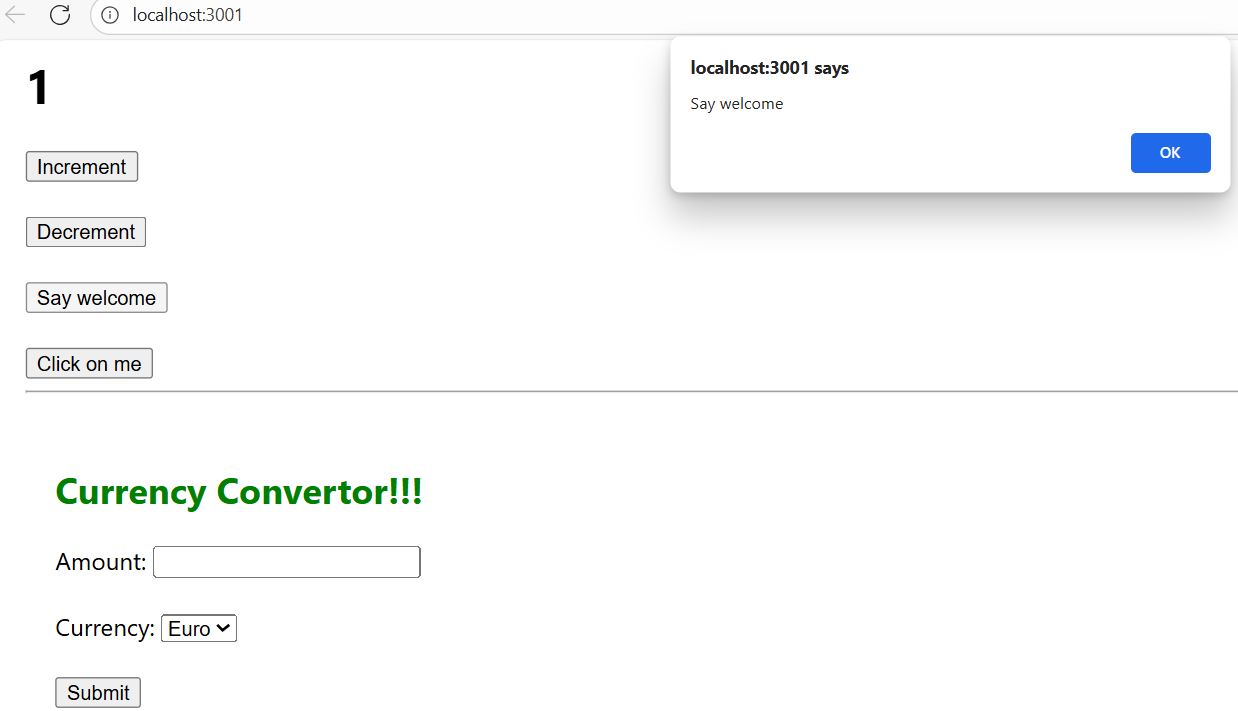 localhost:3001
localhost:3001 says
Say welcome
OK
1
Increment
Decrement
Say welcome
Click on me
Currency Convertor!!!
Amount:
Currency: Euro
Submit